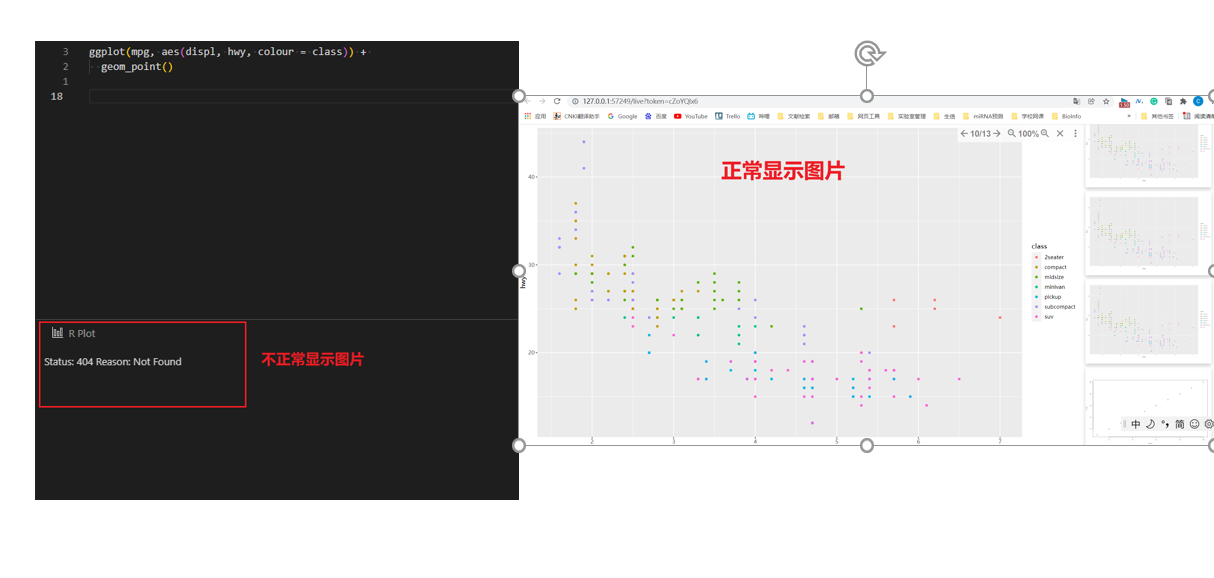 3 ggplot(mpg, aes(displ, hwy, colour = class)) +
2 geom_point()
1
18
R Plot
Status: 404 Reason: Not Found
不正常显示图片
127.0.0.1:57249/live?token=cZoYQlx6
应用 CNKI翻译助手 Google 百度 YouTube Trello 哔哩 文献检索 邮箱 网页工具 实验室管理 生信 miRNA预测 学校网课 BioInfo » 其他书签 阅读清单
10/13 100%
正常显示图片
40
30
20
hwy
2 3 4 5 6 7
class
2seater
compact
midsize
minivan
pickup
subcompact
suv
中 简